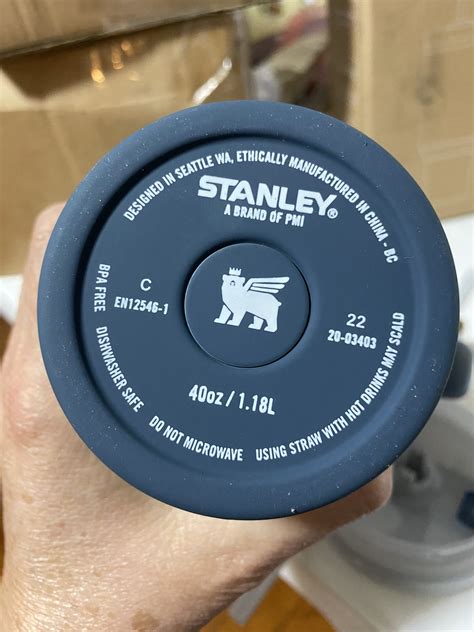 DESIGNED IN SEATTLE WA, ETHICALLY MANUFACTURED IN CHINA - BC
STANLEY®
A BRAND OF PMI
C
EN12546-1
22
20-03403
40oz / 1.18L
BPA FREE DISHWASHER SAFE DO NOT MICROWAVE USING STRAW WITH HOT DRINKS MAY SCALD